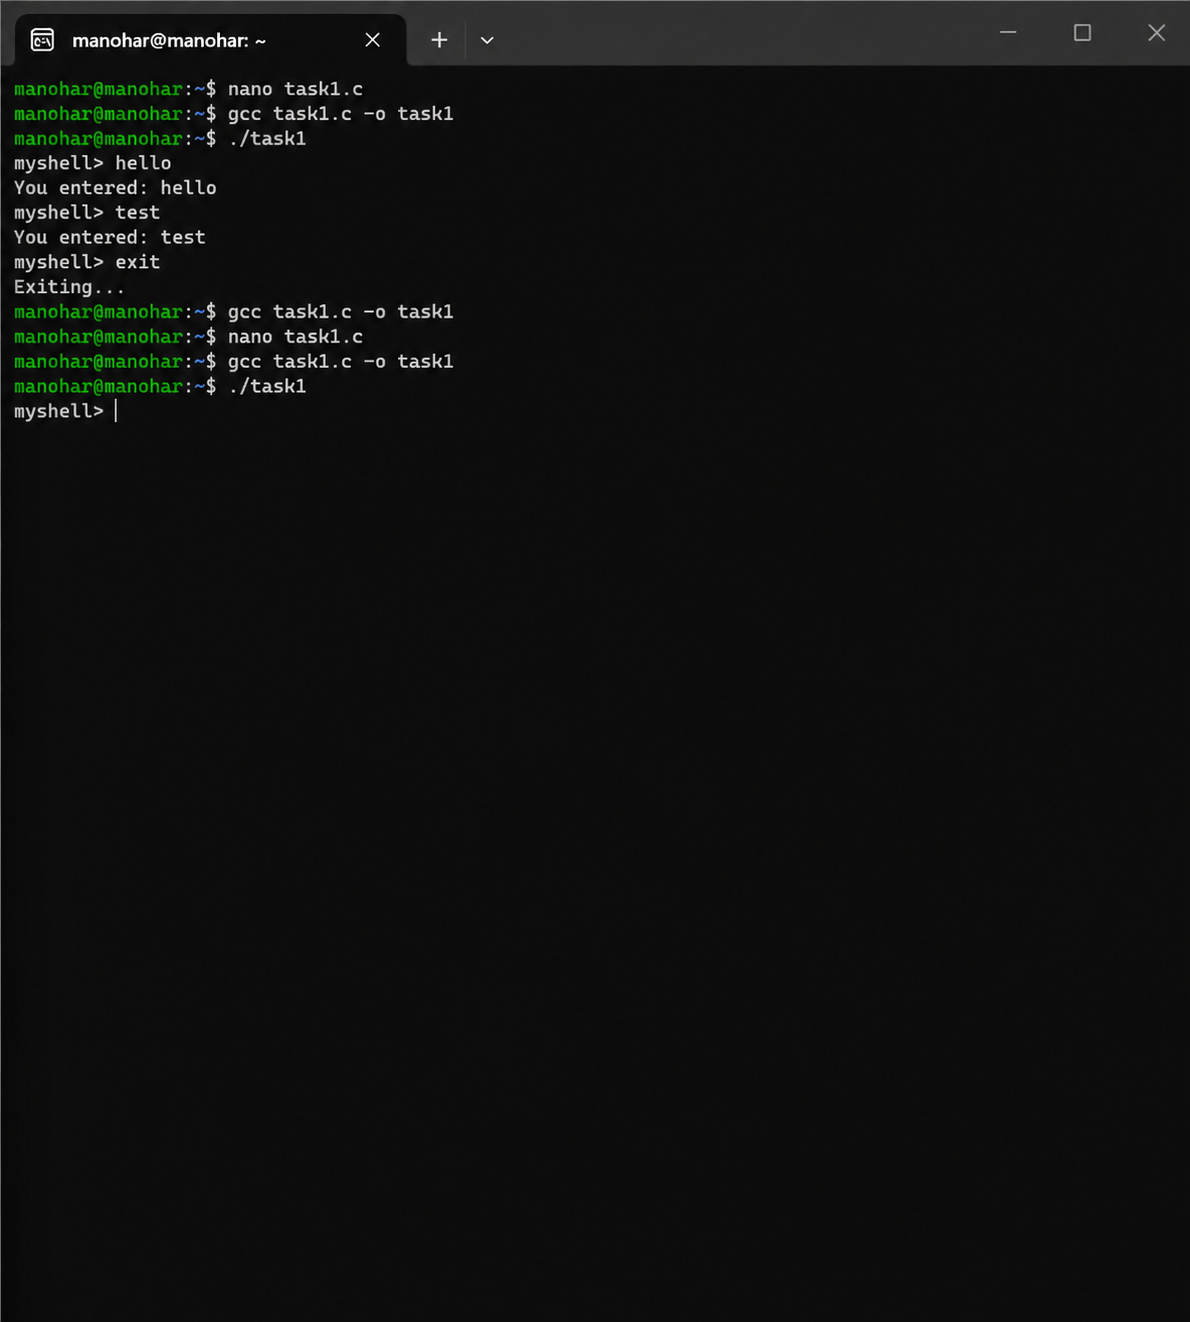 manohar@manohar: ~
manohar@manohar:~$ nano task1.c
manohar@manohar:~$ gcc task1.c -o task1
manohar@manohar:~$ ./task1
myshell> hello
You entered: hello
myshell> test
You entered: test
myshell> exit
Exiting...
manohar@manohar:~$ gcc task1.c -o task1
manohar@manohar:~$ nano task1.c
manohar@manohar:~$ gcc task1.c -o task1
manohar@manohar:~$ ./task1
myshell>